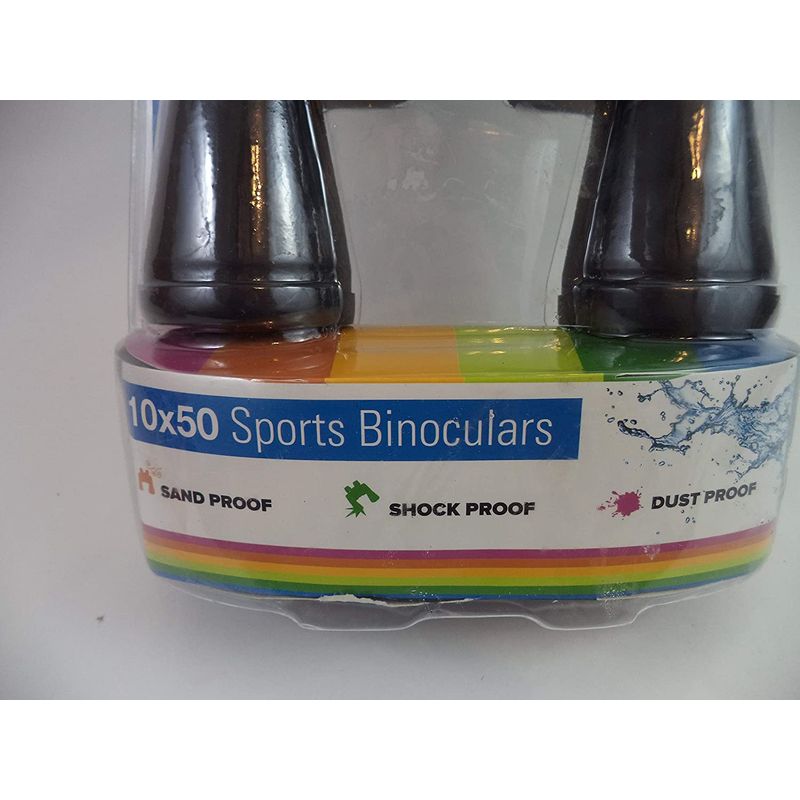 10x50 Sports Binoculars
SAND PROOF
SHOCK PROOF
DUST PROOF